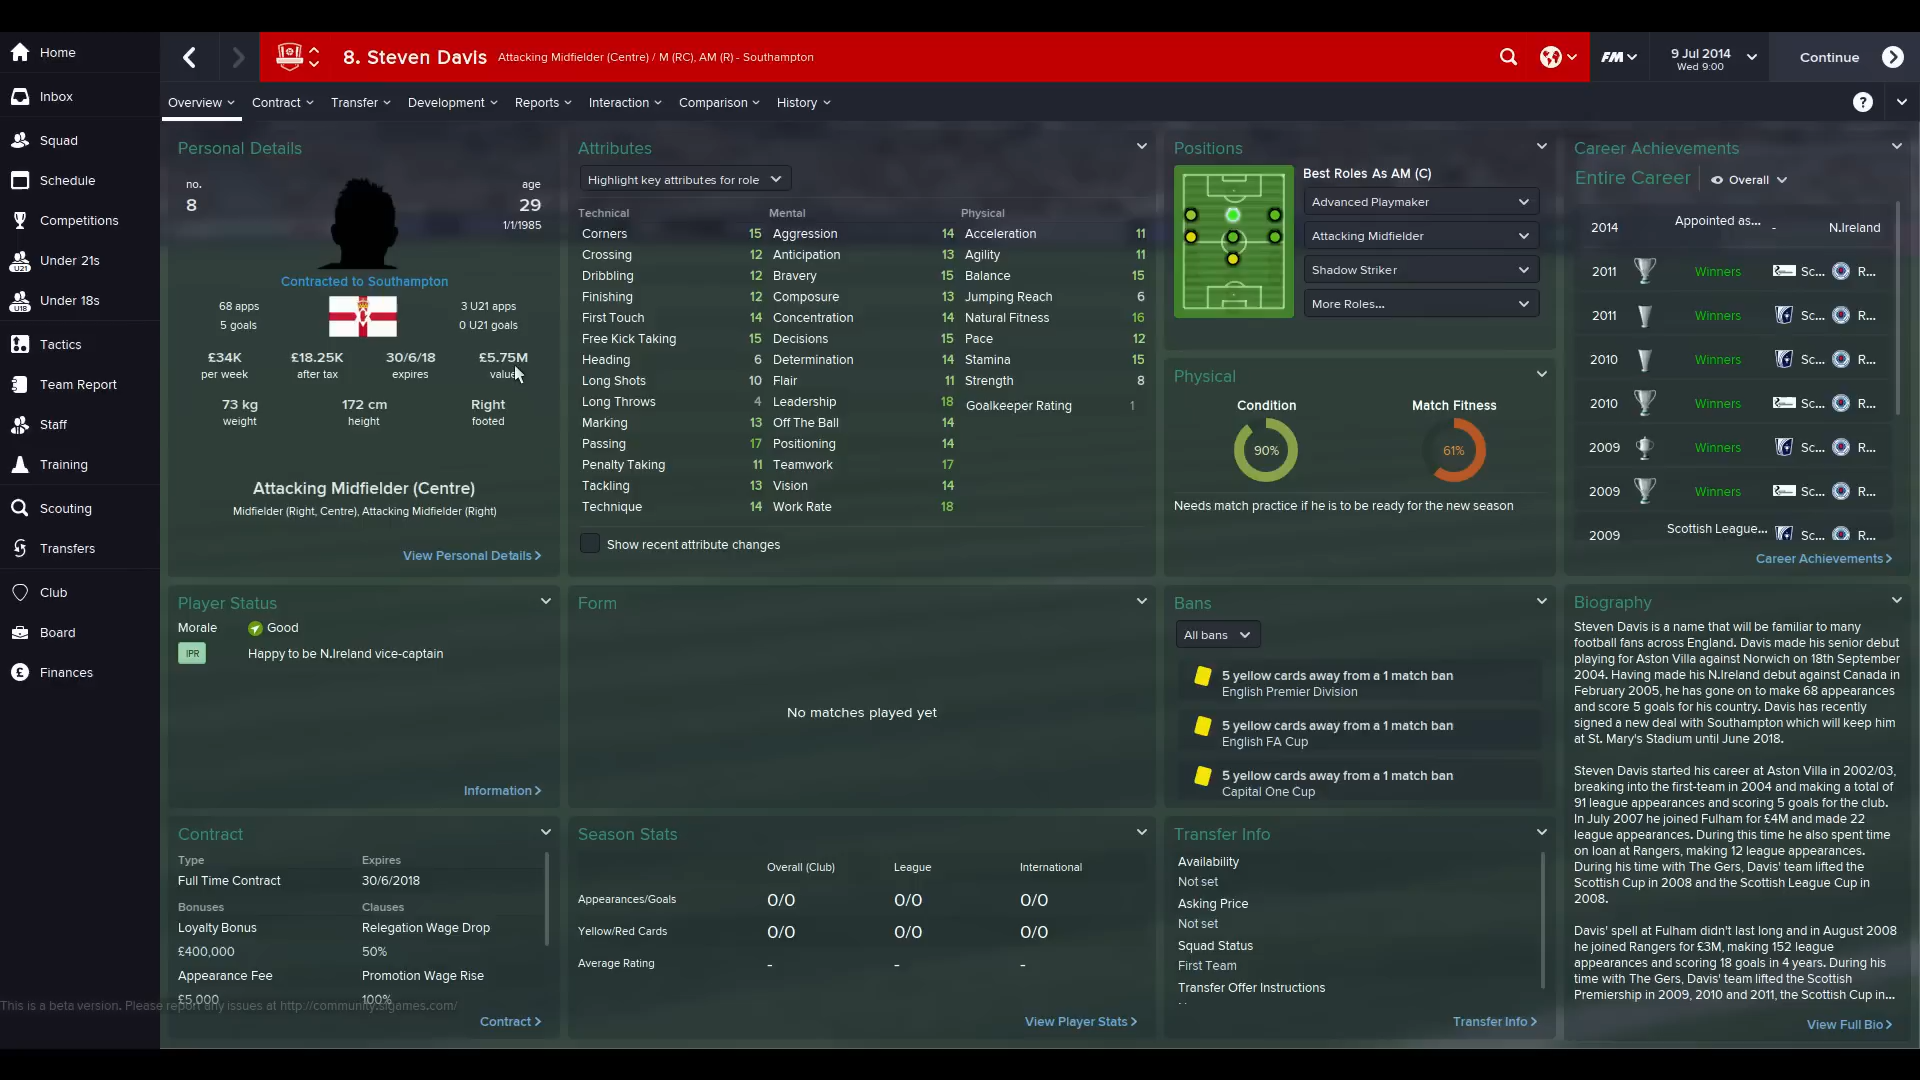 Home
Inbox
Squad
Schedule
Competitions
Under 21s
Under 18s
Tactics
Team Report
Staff
Training
Scouting
Transfers
Club
Board
Finances
8. Steven Davis Attacking Midfielder (Centre) / M (RC), AM (R) - Southampton
FM
9 Jul 2014
Wed 9:00
Continue
Overview Contract Transfer Development Reports Interaction Comparison History
Personal Details
no.
8
age
29
1/1/1985
Contracted to Southampton
68 apps
5 goals
3 U21 apps
0 U21 goals
£34K £18.25K 30/6/18 £5.75M
per week after tax expires value
73 kg 172 cm Right
weight height footed
Attacking Midfielder (Centre)
Midfielder (Right, Centre), Attacking Midfielder (Right)
View Personal Details
Attributes
Highlight key attributes for role
Technical Mental Physical
Corners 15 Aggression 14 Acceleration 11
Crossing 12 Anticipation 13 Agility 11
Dribbling 12 Bravery 15 Balance 15
Finishing 12 Composure 13 Jumping Reach 6
First Touch 14 Concentration 14 Natural Fitness 16
Free Kick Taking 15 Decisions 15 Pace 12
Heading 6 Determination 14 Stamina 15
Long Shots 10 Flair 11 Strength 8
Long Throws 4 Leadership 18 Goalkeeper Rating 1
Marking 13 Off The Ball 14
Passing 17 Positioning 14
Penalty Taking 11 Teamwork 17
Tackling 13 Vision 14
Technique 14 Work Rate 18
Show recent attribute changes
Positions
Best Roles As AM (C)
Advanced Playmaker
Attacking Midfielder
Shadow Striker
More Roles...
Physical
Condition Match Fitness
90% 61%
Needs match practice if he is to be ready for the new season
Career Achievements
Entire Career Overall
2014 Appointed as... - N.Ireland
2011 Winners Sc... R...
2011 Winners Sc... R...
2010 Winners Sc... R...
2010 Winners Sc... R...
2009 Winners Sc... R...
2009 Winners Sc... R...
2009 Scottish League... Sc... R...
Career Achievements
Player Status
Morale Good
IPR Happy to be N.Ireland vice-captain
Information
Form
No matches played yet
Bans
All bans
5 yellow cards away from a 1 match ban
English Premier Division
5 yellow cards away from a 1 match ban
English FA Cup
5 yellow cards away from a 1 match ban
Capital One Cup
Biography
Steven Davis is a name that will be familiar to many
football fans across England. Davis made his senior debut
playing for Aston Villa against Norwich on 18th September
2004. Having made his N.Ireland debut against Canada in
February 2005, he has gone on to make 68 appearances
and score 5 goals for his country. Davis has recently
signed a new deal with Southampton which will keep him
at St. Mary's Stadium until June 2018.
Steven Davis started his career at Aston Villa in 2002/03,
breaking into the first-team in 2004 and making a total of
91 league appearances and scoring 5 goals for the club.
In July 2007 he joined Fulham for £4M and made 22
league appearances. During this time he also spent time
on loan at Rangers, making 12 league appearances.
During his time with The Gers, Davis' team lifted the
Scottish Cup in 2008 and the Scottish League Cup in
2008.
Davis' spell at Fulham didn't last long and in August 2008
he joined Rangers for £3M, making 152 league
appearances and scoring 18 goals in 4 years. During his
time with The Gers, Davis' team lifted the Scottish
Premiership in 2009, 2010 and 2011, the Scottish Cup in...
View Full Bio
Contract
Type Expires
Full Time Contract 30/6/2018
Bonuses Clauses
Loyalty Bonus Relegation Wage Drop
£400,000 50%
Appearance Fee Promotion Wage Rise
£5,000 100%
Contract
Season Stats
Overall (Club) League International
Appearances/Goals 0/0 0/0 0/0
Yellow/Red Cards 0/0 0/0 0/0
Average Rating - - -
View Player Stats
Transfer Info
Availability
Not set
Asking Price
Not set
Squad Status
First Team
Transfer Offer Instructions
Transfer Info
This is a beta version. Please report any issues at http://community.sigames.com/